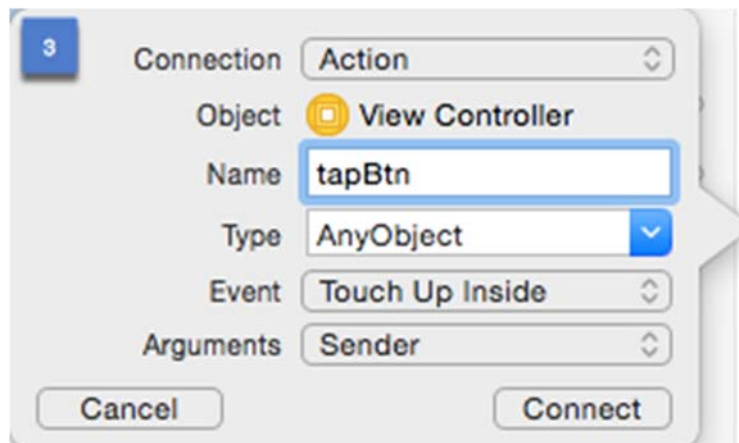 3
Connection Action
Object View Controller
Name tapBtn
Type AnyObject
Event Touch Up Inside
Arguments Sender
Cancel Connect